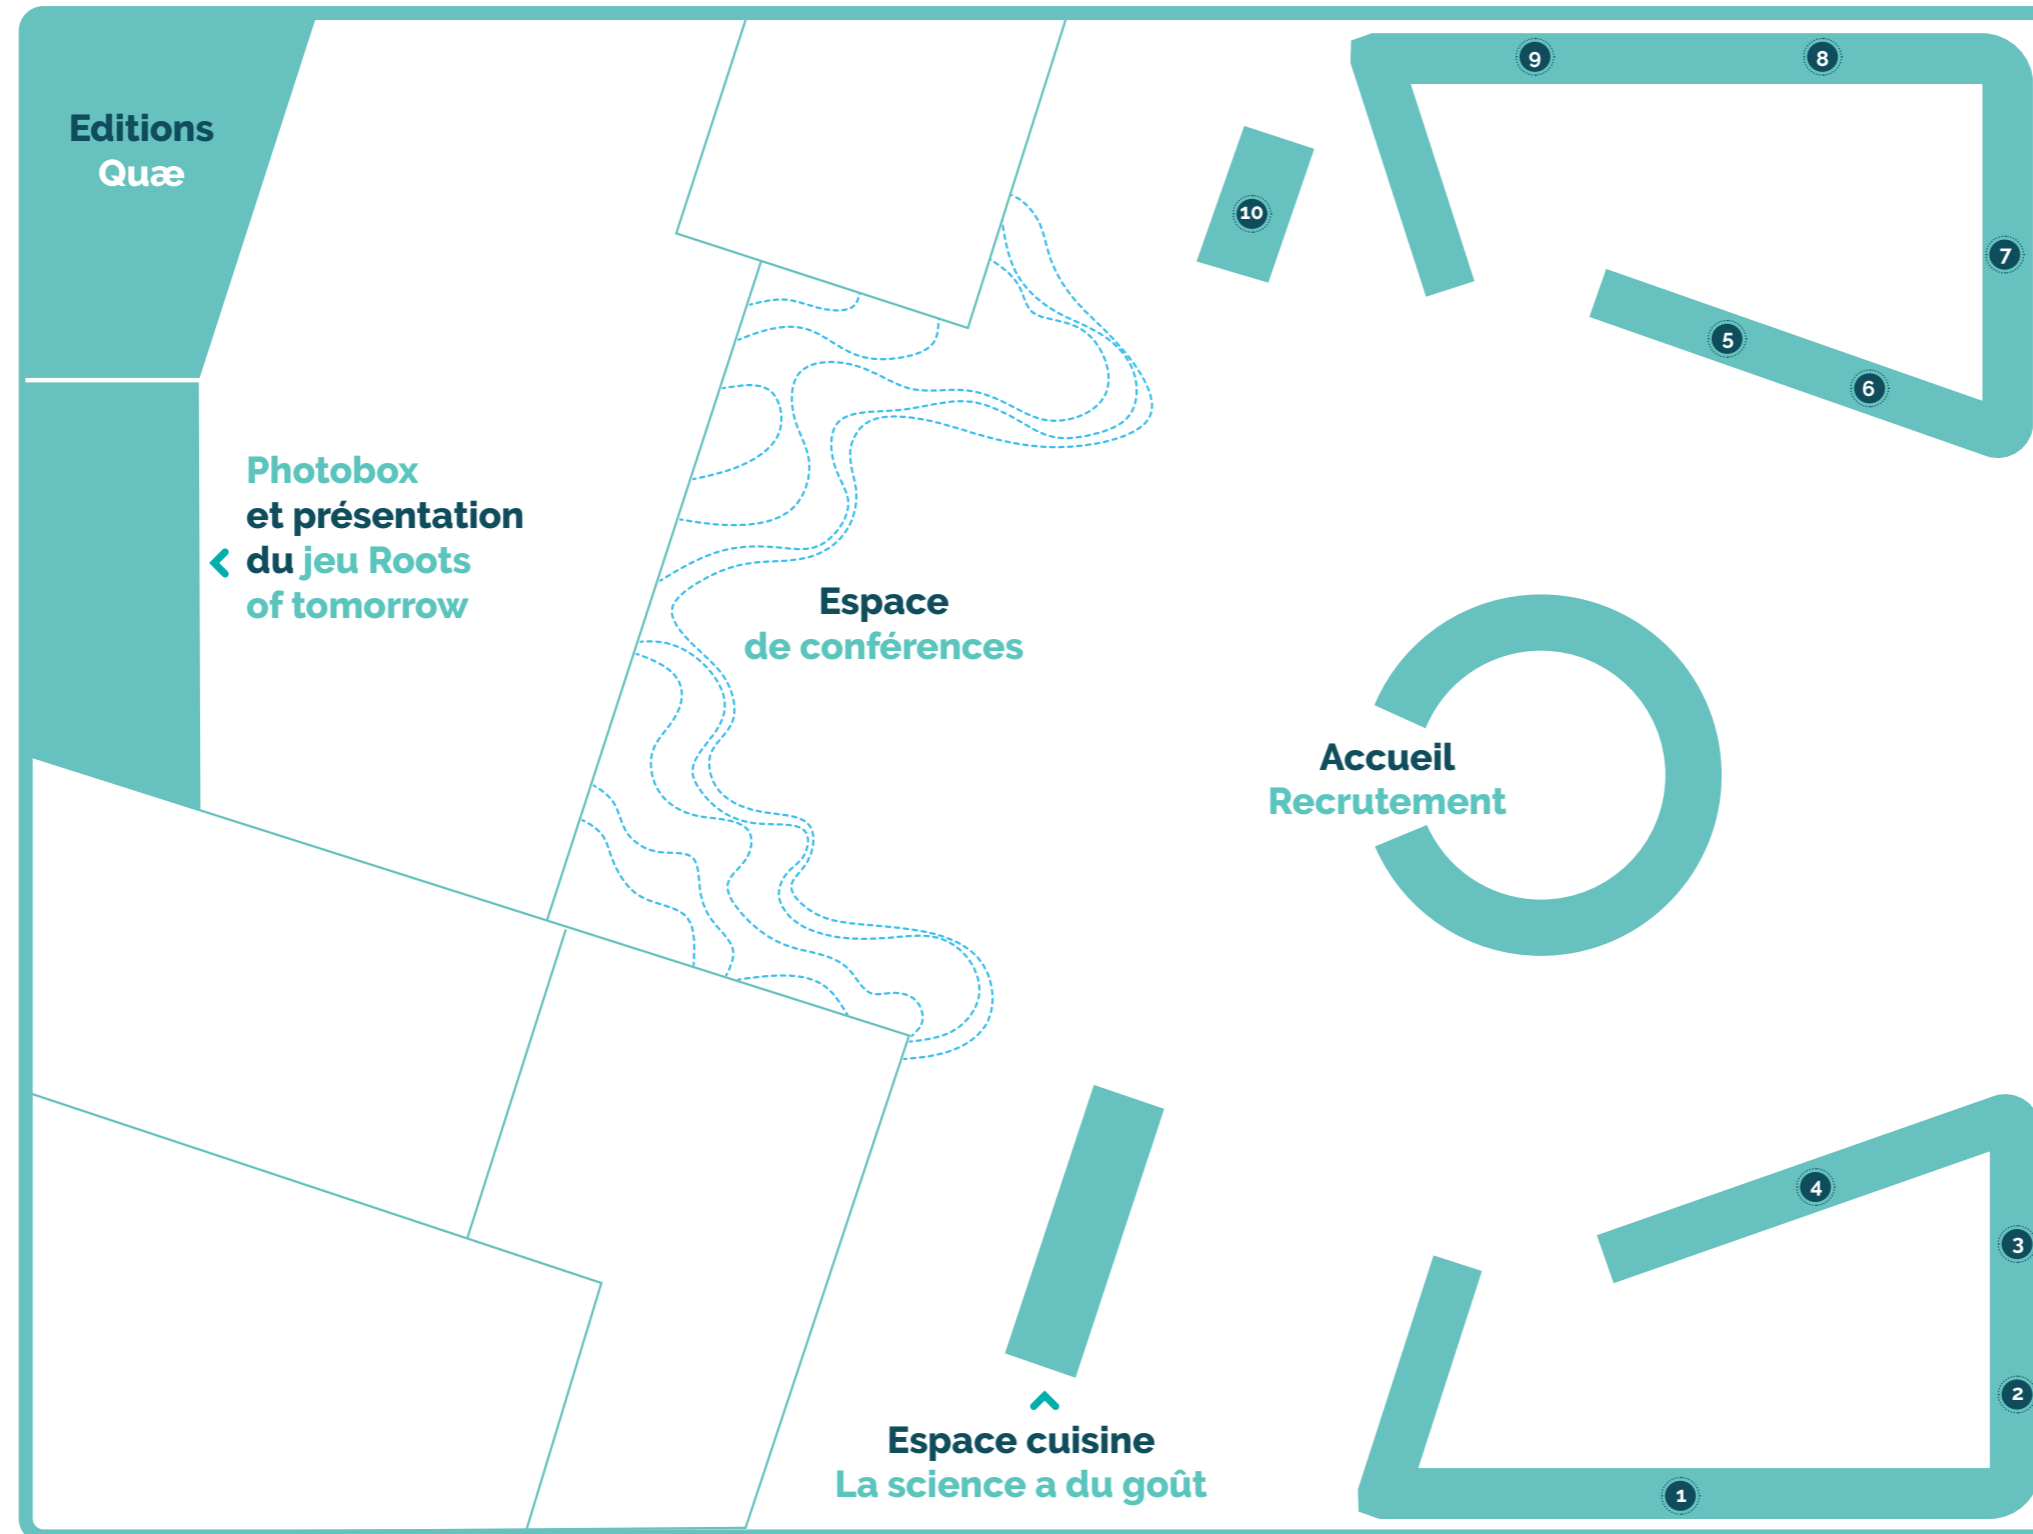 Editions
Quæ
Photobox
et présentation
du jeu Roots
of tomorrow
Espace
de conférences
Accueil
Recrutement
Espace cuisine
La science a du goût
9
8
10
7
5
6
4
3
2
1